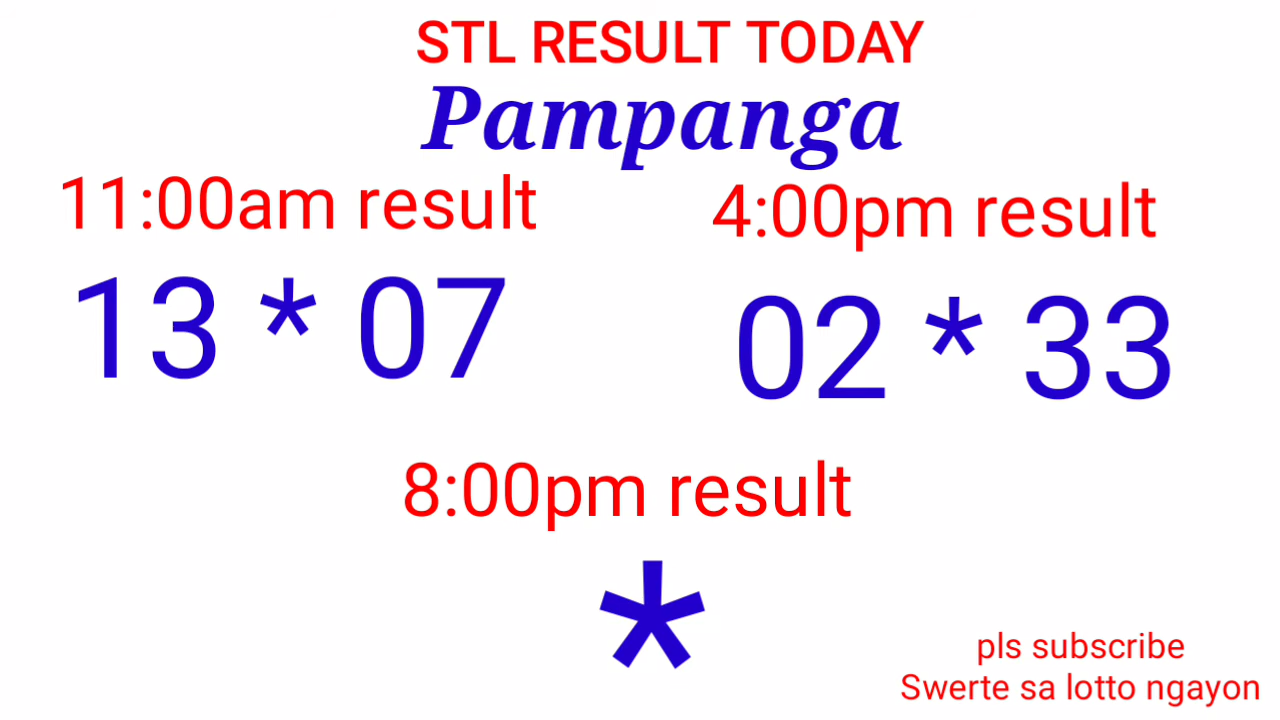 STL RESULT TODAY
Pampanga
11:00am result
13 * 07
4:00pm result
02 * 33
8:00pm result
*
pls subscribe
Swerte sa lotto ngayon